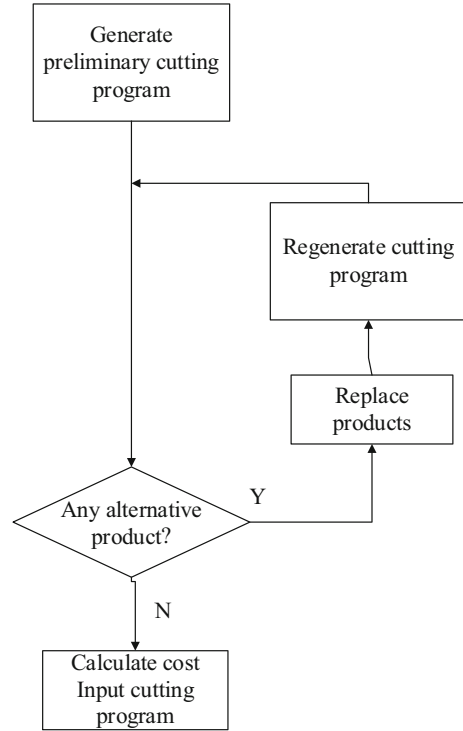 Generate
preliminary cutting
program
Regenerate cutting
program
Replace
products
Y
Any alternative
product?
N
Calculate cost
Input cutting
program